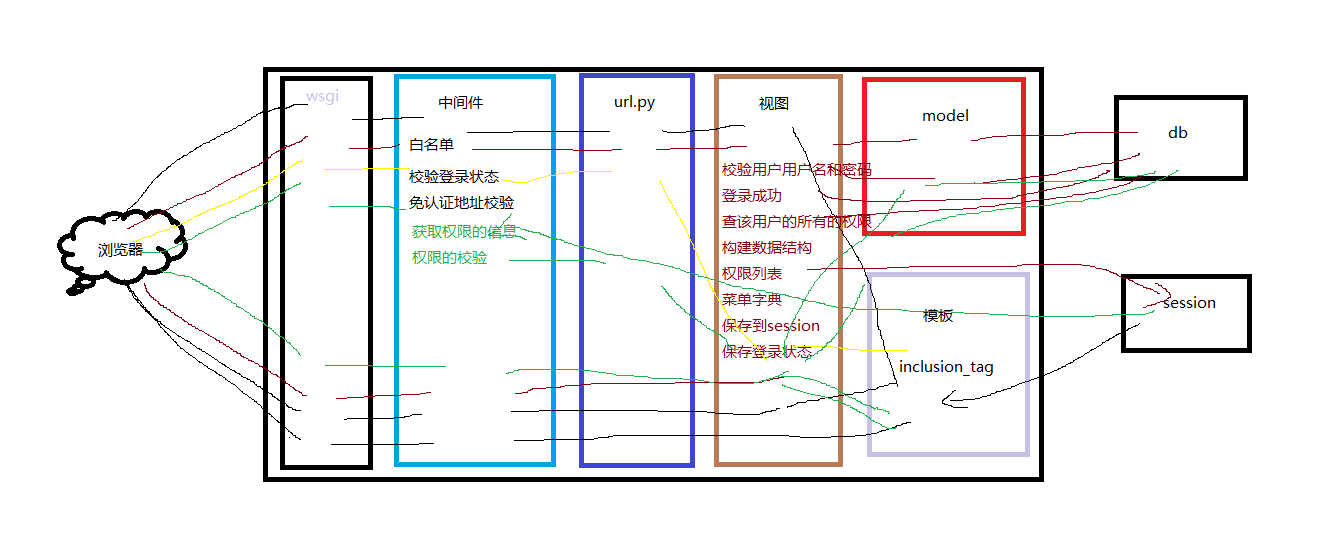 浏览器
wsgi
中间件
白名单
校验登录状态
免认证地址校验
获取权限的信息
权限的校验
url.py
视图
校验用户用户名和密码
登录成功
查该用户的所有的权限
构建数据结构
权限列表
菜单字典
保存到session
保存登录状态
model
模板
inclusion_tag
db
session